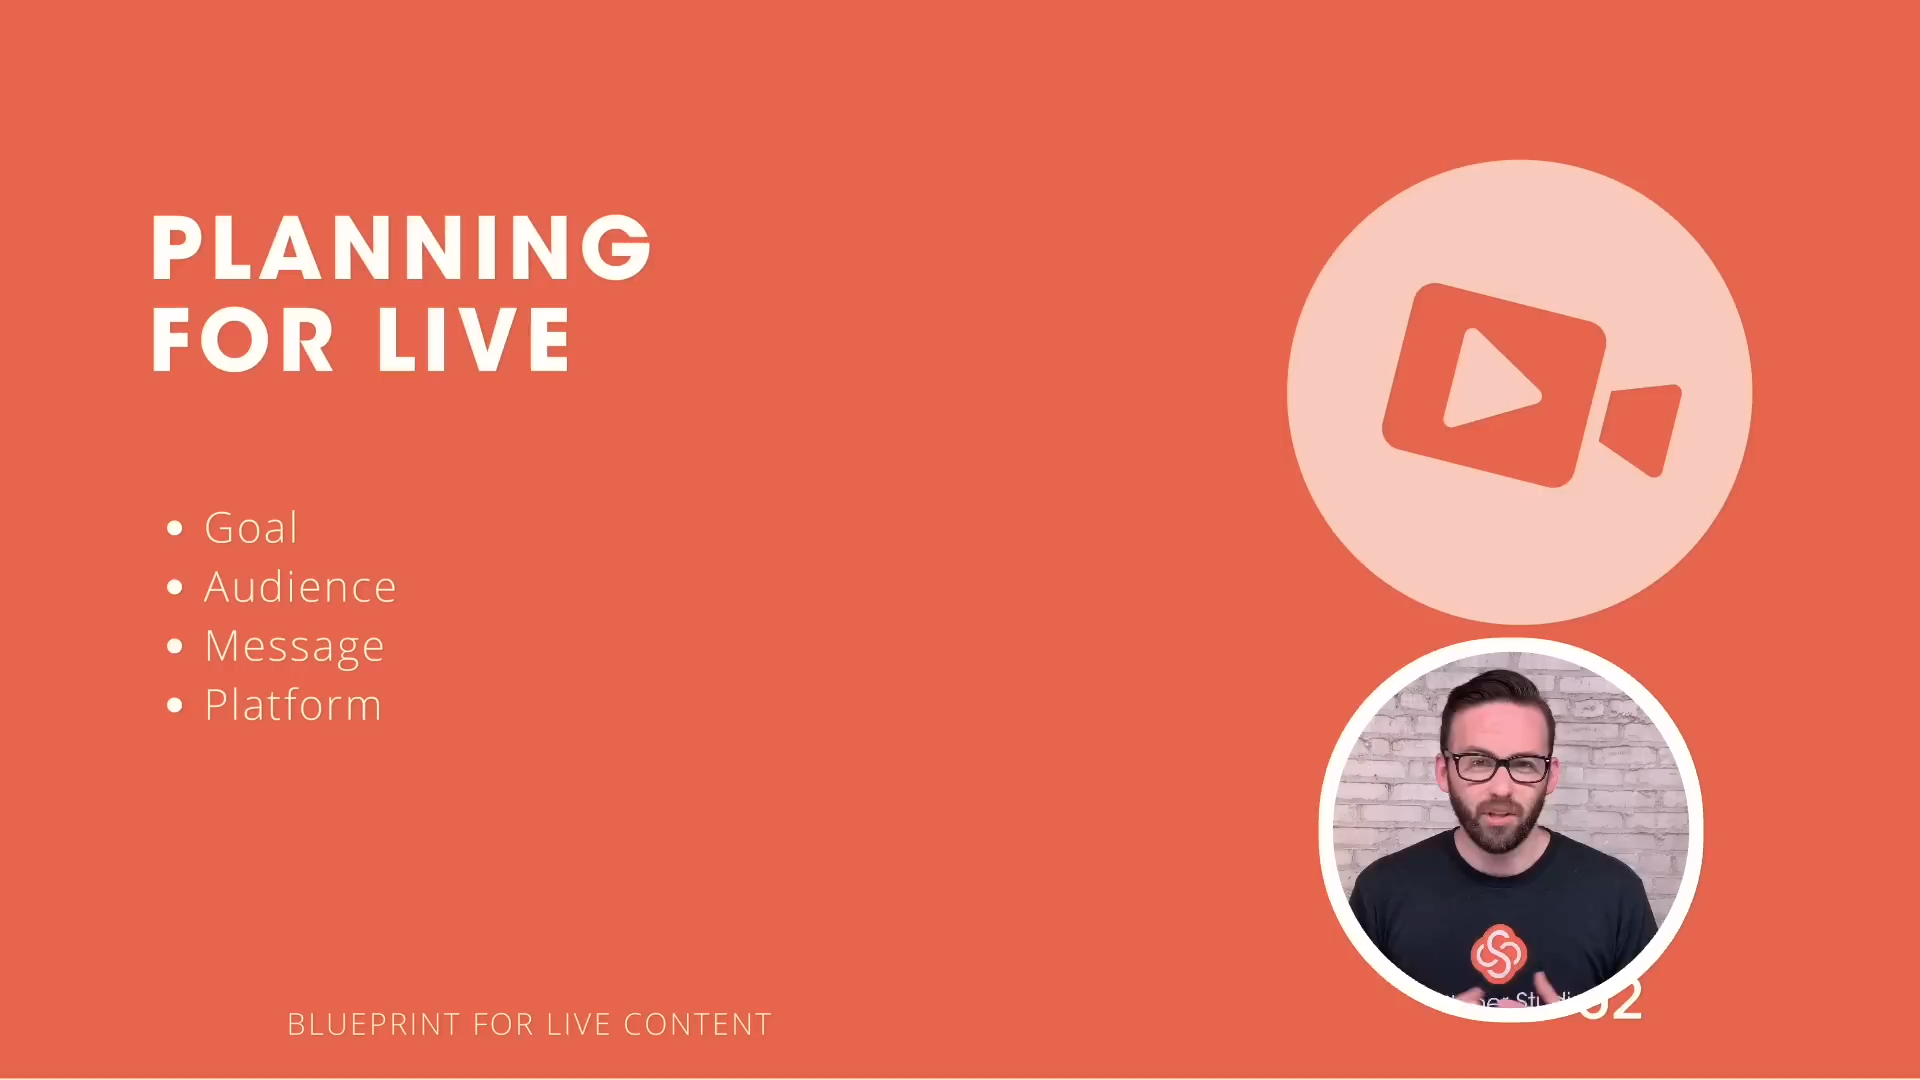 PLANNING
FOR LIVE
Goal
Audience
Message
Platform
BLUEPRINT FOR LIVE CONTENT